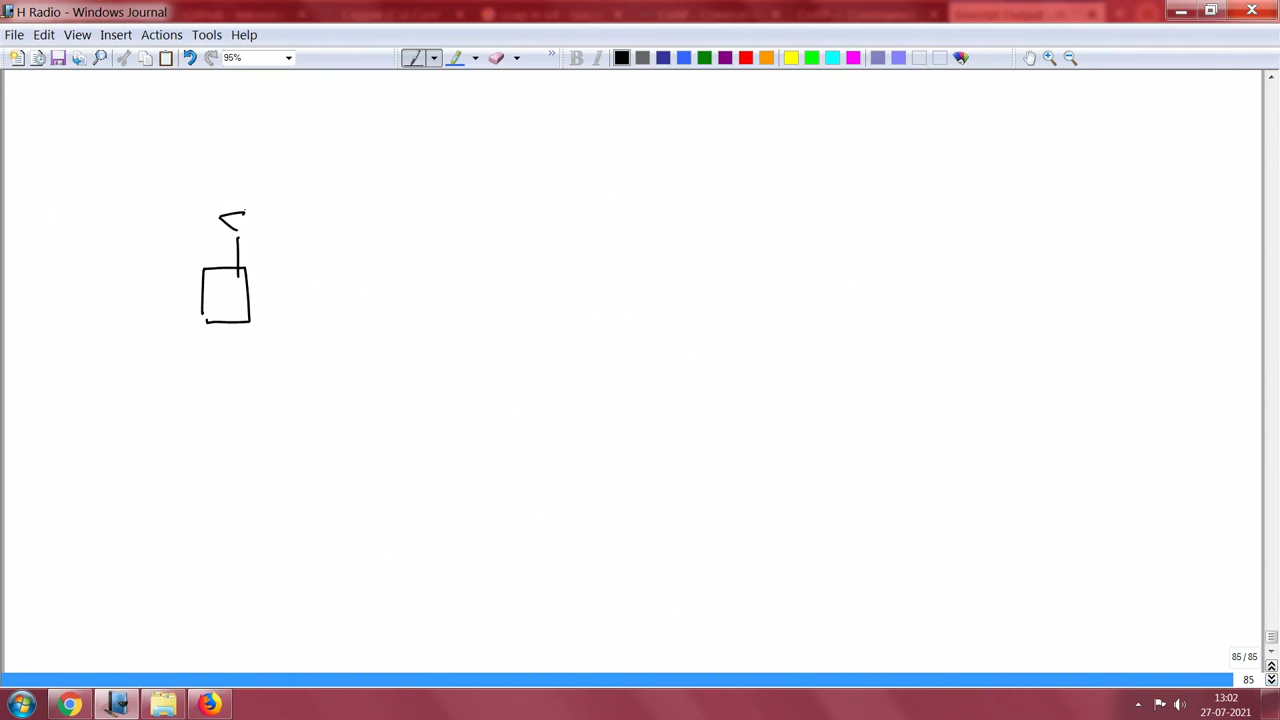 H Radio - Windows Journal
File Edit View Insert Actions Tools Help
95%
B I
85 / 85
85
13:02
27-07-2021